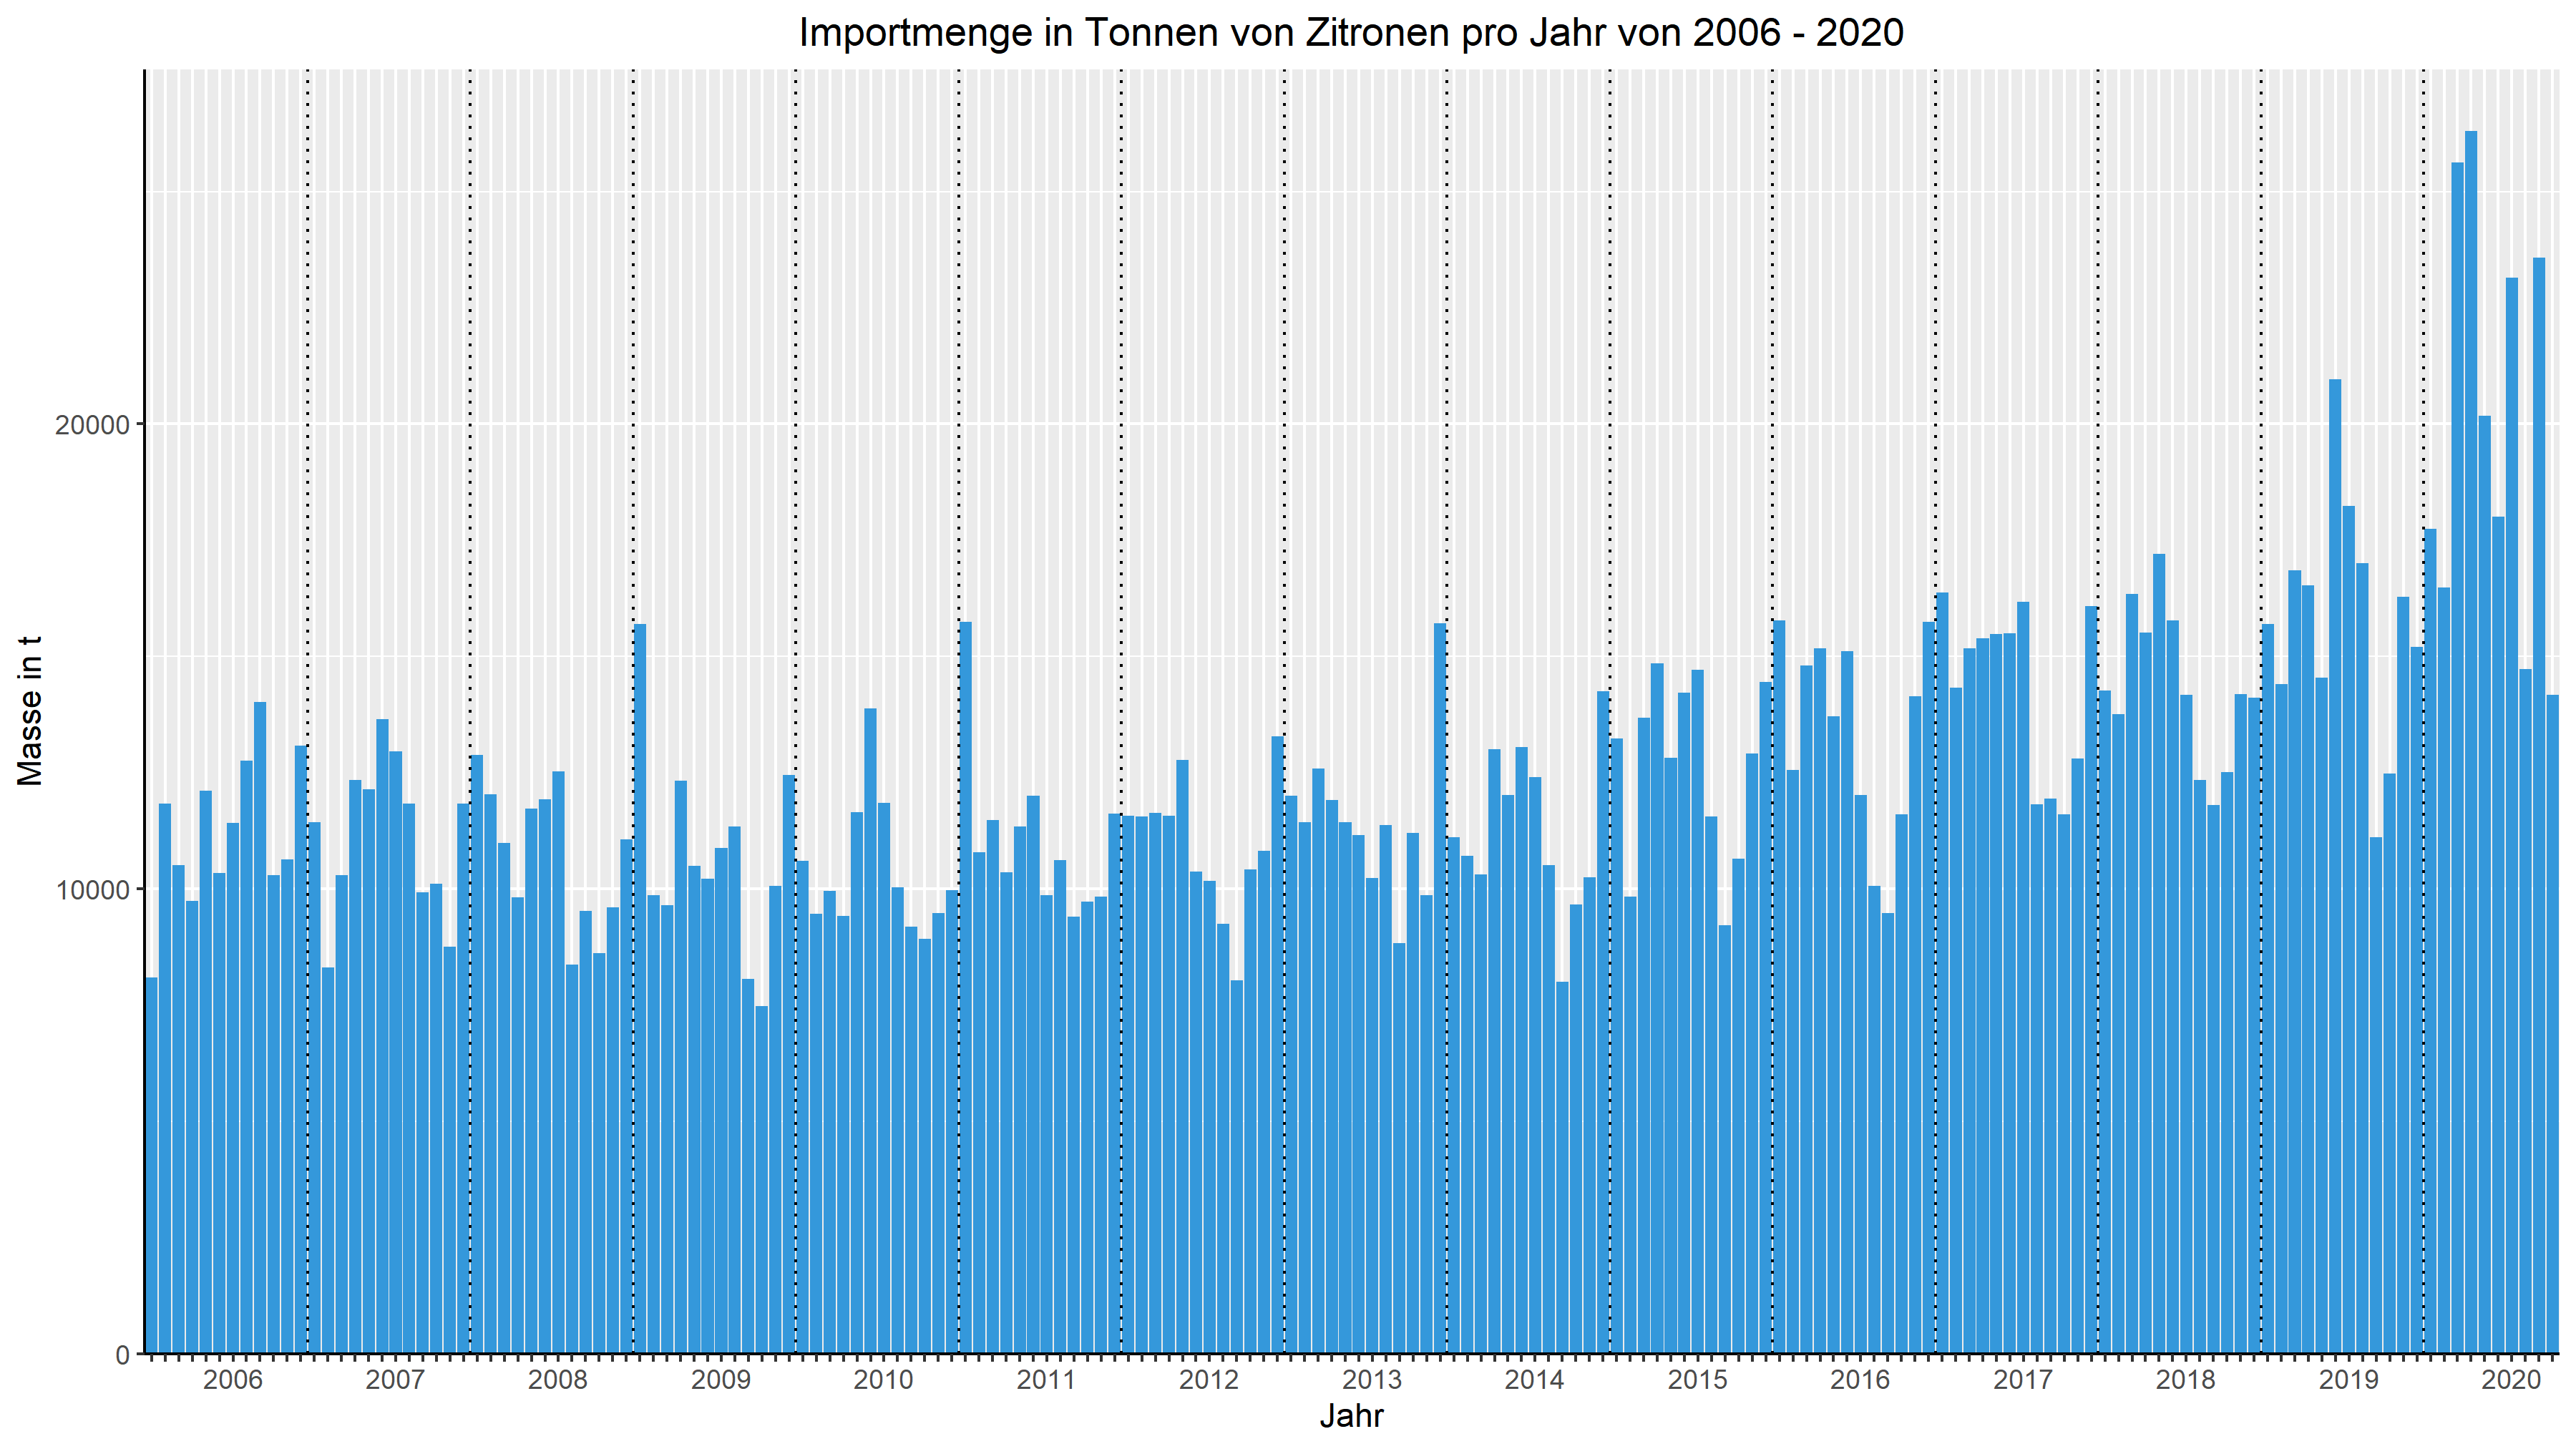 Importmenge in Tonnen von Zitronen pro Jahr von 2006 - 2020
Masse in t
20000
10000
0
2006 2007 2008 2009 2010 2011 2012 2013 2014 2015 2016 2017 2018 2019 2020
Jahr